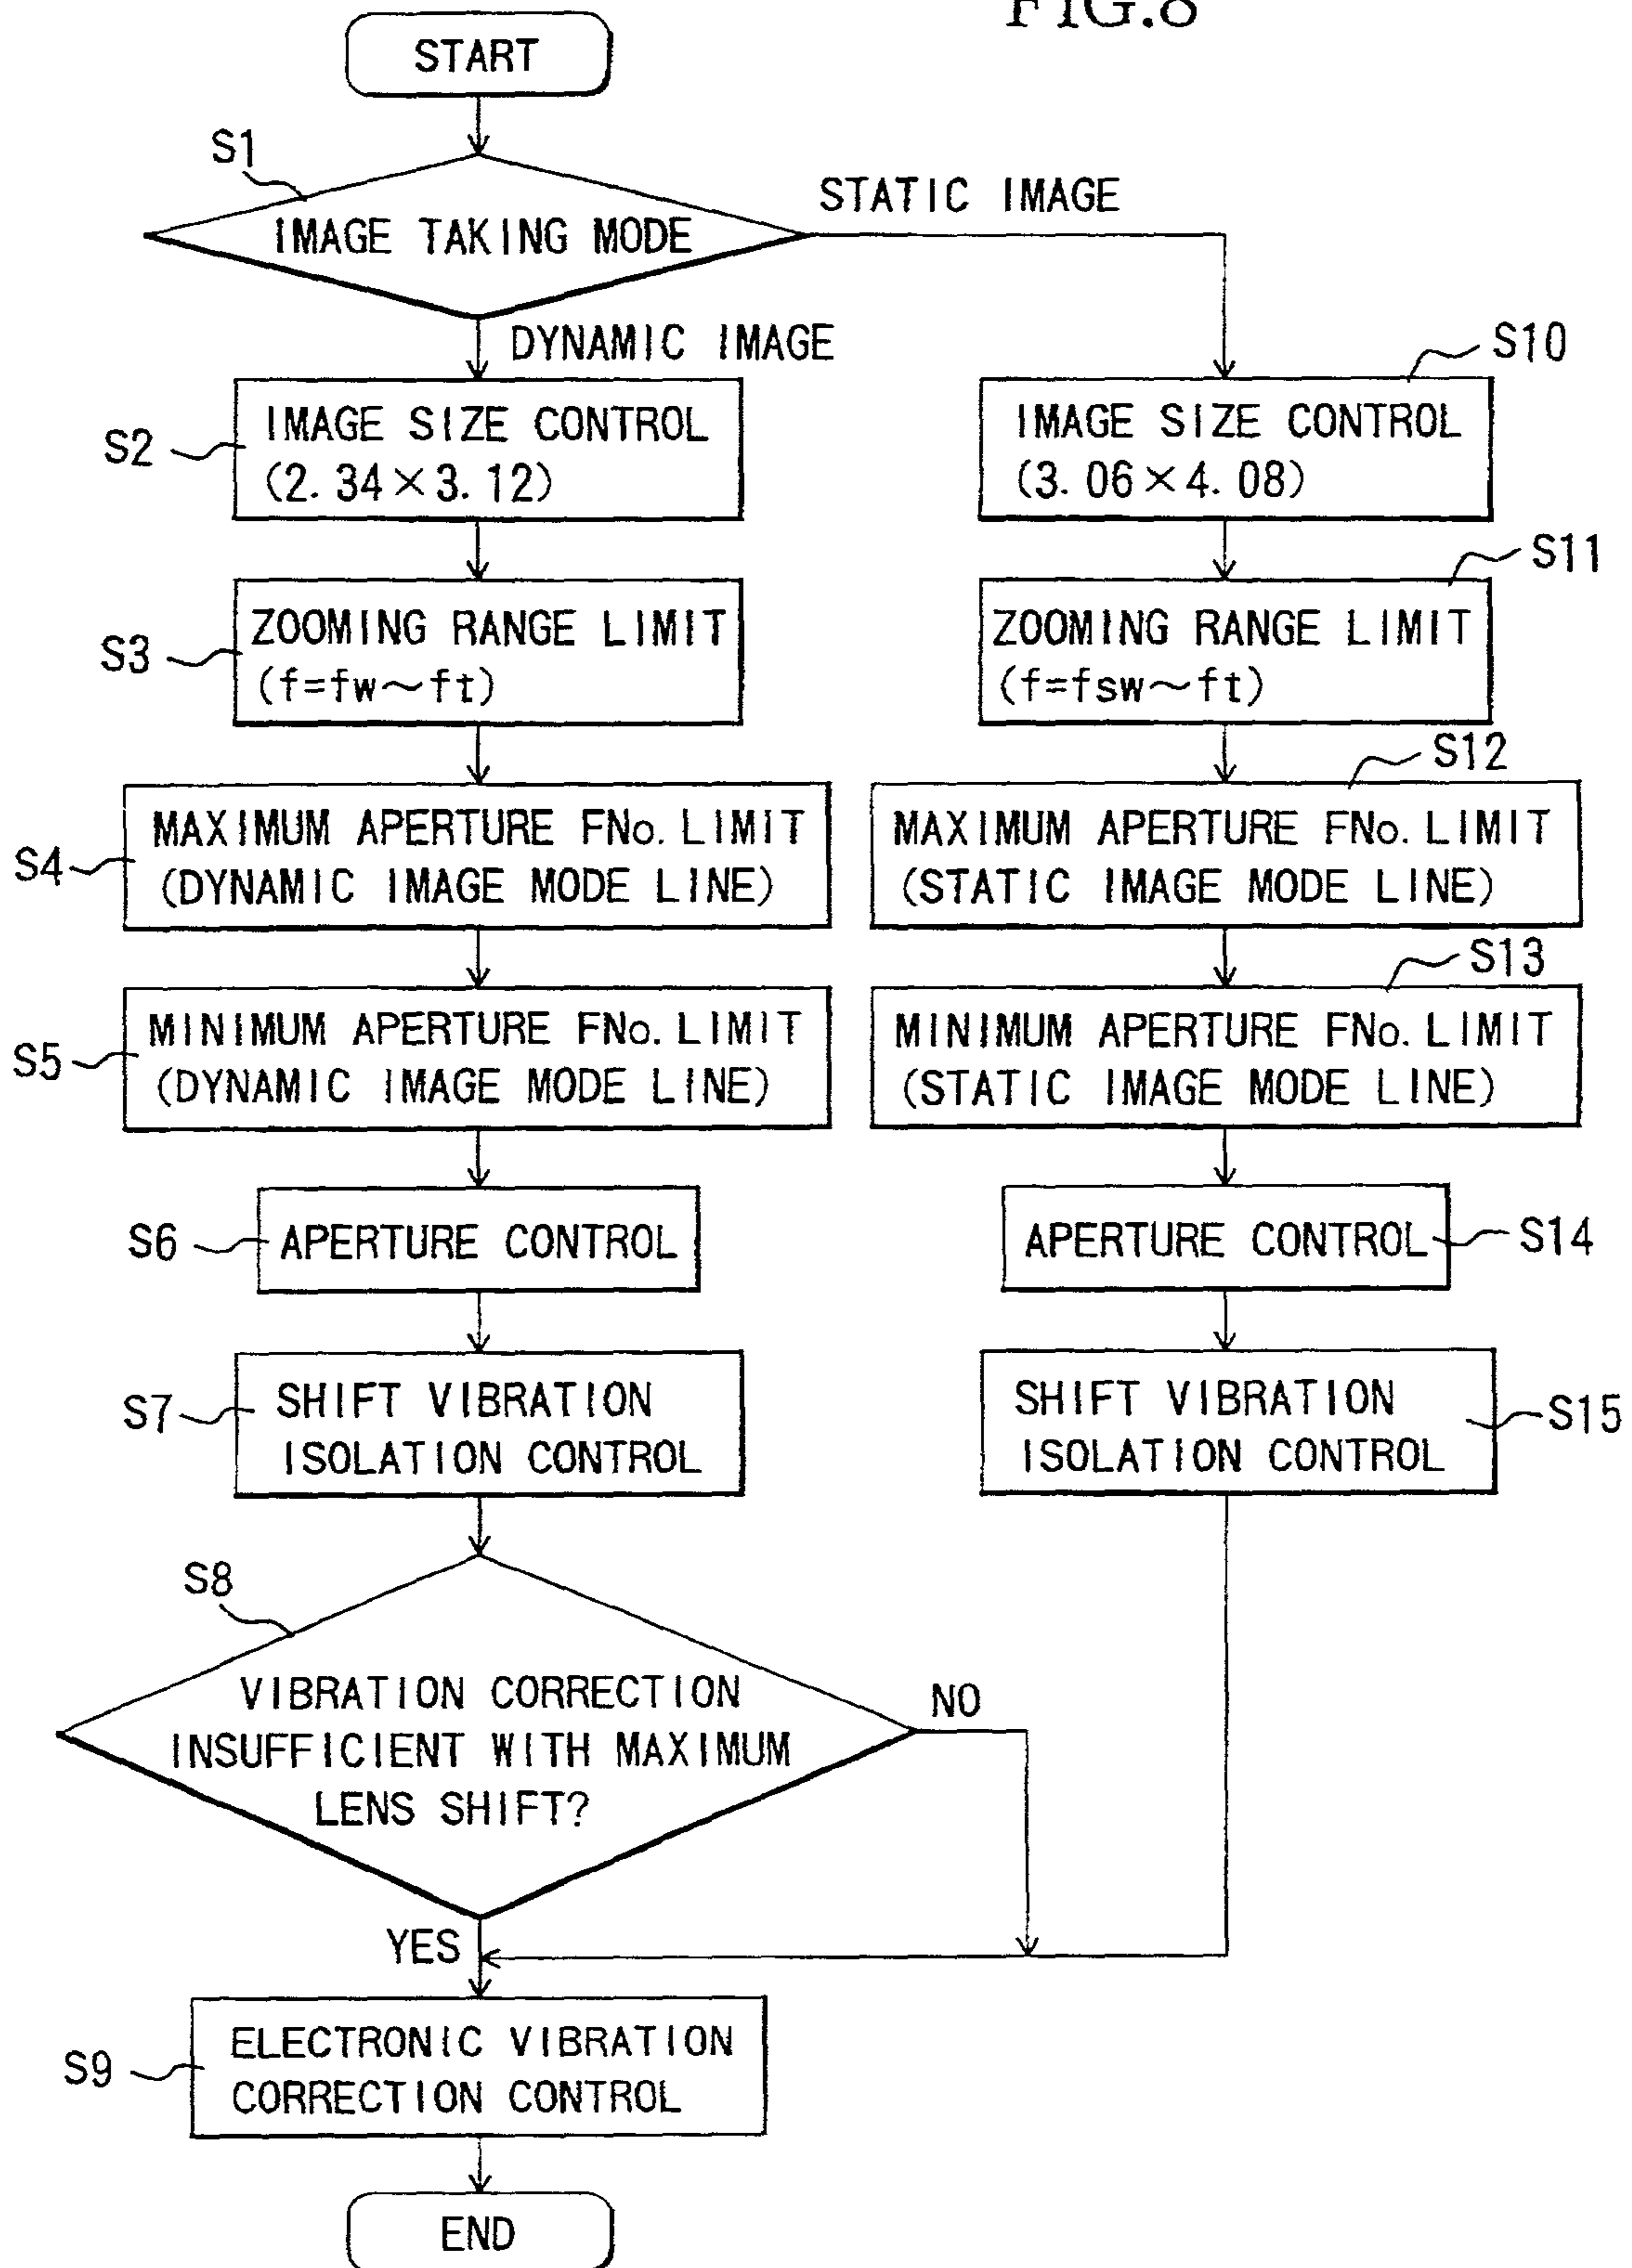 FIG.8
START
S1
IMAGE TAKING MODE
STATIC IMAGE
DYNAMIC IMAGE
S2
IMAGE SIZE CONTROL
(2.34×3.12)
S3
ZOOMING RANGE LIMIT
(f=fw~ft)
S4
MAXIMUM APERTURE FNo. LIMIT
(DYNAMIC IMAGE MODE LINE)
S5
MINIMUM APERTURE FNo. LIMIT
(DYNAMIC IMAGE MODE LINE)
S6
APERTURE CONTROL
S7
SHIFT VIBRATION
ISOLATION CONTROL
S8
VIBRATION CORRECTION
INSUFFICIENT WITH MAXIMUM
LENS SHIFT?
NO
YES
S9
ELECTRONIC VIBRATION
CORRECTION CONTROL
END
S10
IMAGE SIZE CONTROL
(3.06×4.08)
S11
ZOOMING RANGE LIMIT
(f=fsw~ft)
S12
MAXIMUM APERTURE FNo. LIMIT
(STATIC IMAGE MODE LINE)
S13
MINIMUM APERTURE FNo. LIMIT
(STATIC IMAGE MODE LINE)
APERTURE CONTROL
S14
SHIFT VIBRATION
ISOLATION CONTROL
S15